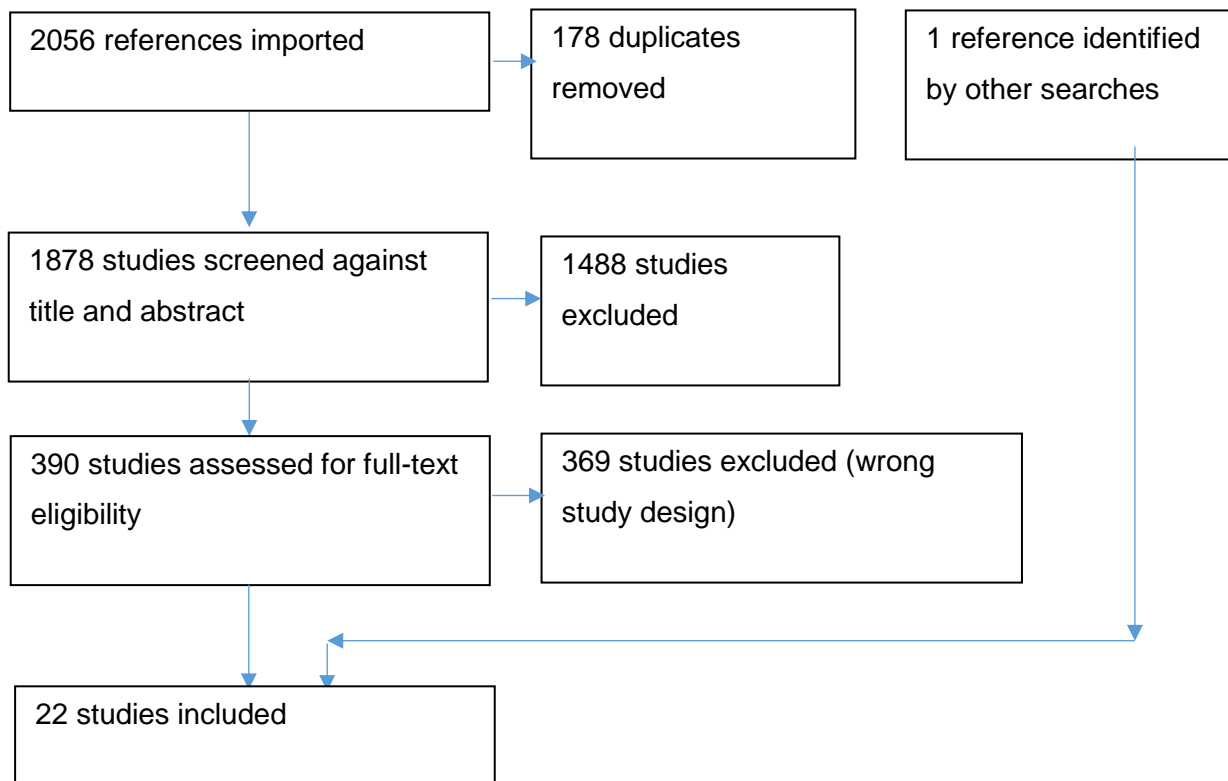 2056 references imported
178 duplicates
removed
1 reference identified
by other searches
1878 studies screened against
title and abstract
1488 studies
excluded
390 studies assessed for full-text
eligibility
369 studies excluded (wrong
study design)
22 studies included